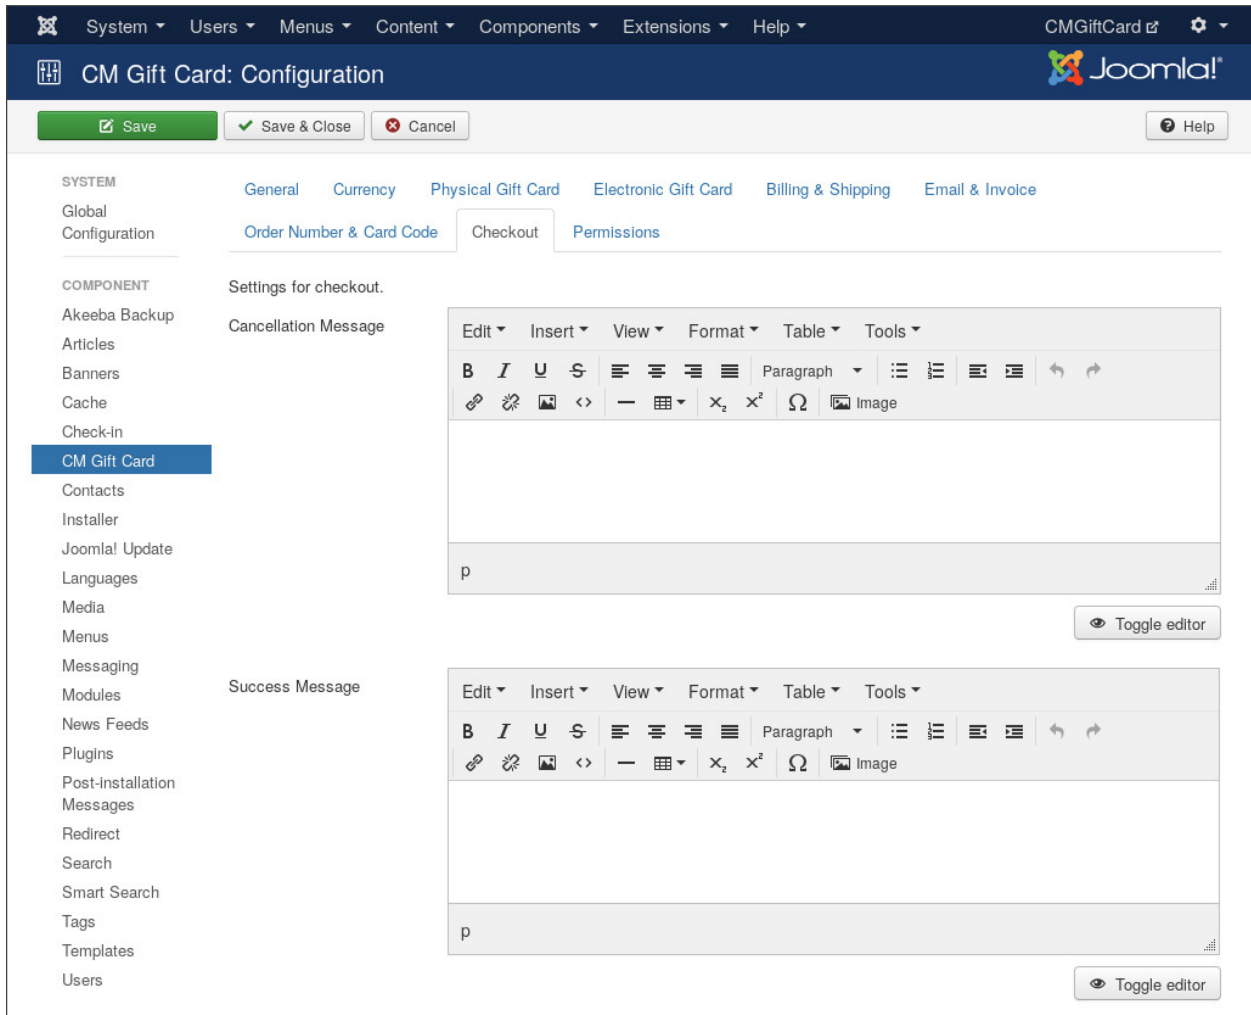 System Users Menus Content Components Extensions Help CMGiftCard
CM Gift Card: Configuration Joomla!
Save Save & Close Cancel Help
SYSTEM
Global
Configuration
COMPONENT
Akeeba Backup
Articles
Banners
Cache
Check-in
CM Gift Card
Contacts
Installer
Joomla! Update
Languages
Media
Menus
Messaging
Modules
News Feeds
Plugins
Post-installation
Messages
Redirect
Search
Smart Search
Tags
Templates
Users
General Currency Physical Gift Card Electronic Gift Card Billing & Shipping Email & Invoice
Order Number & Card Code Checkout Permissions
Settings for checkout.
Cancellation Message
Edit Insert View Format Table Tools
B I U S Paragraph
X₂ X² Ω Image
p
Toggle editor
Success Message
Edit Insert View Format Table Tools
B I U S Paragraph
X₂ X² Ω Image
p
Toggle editor